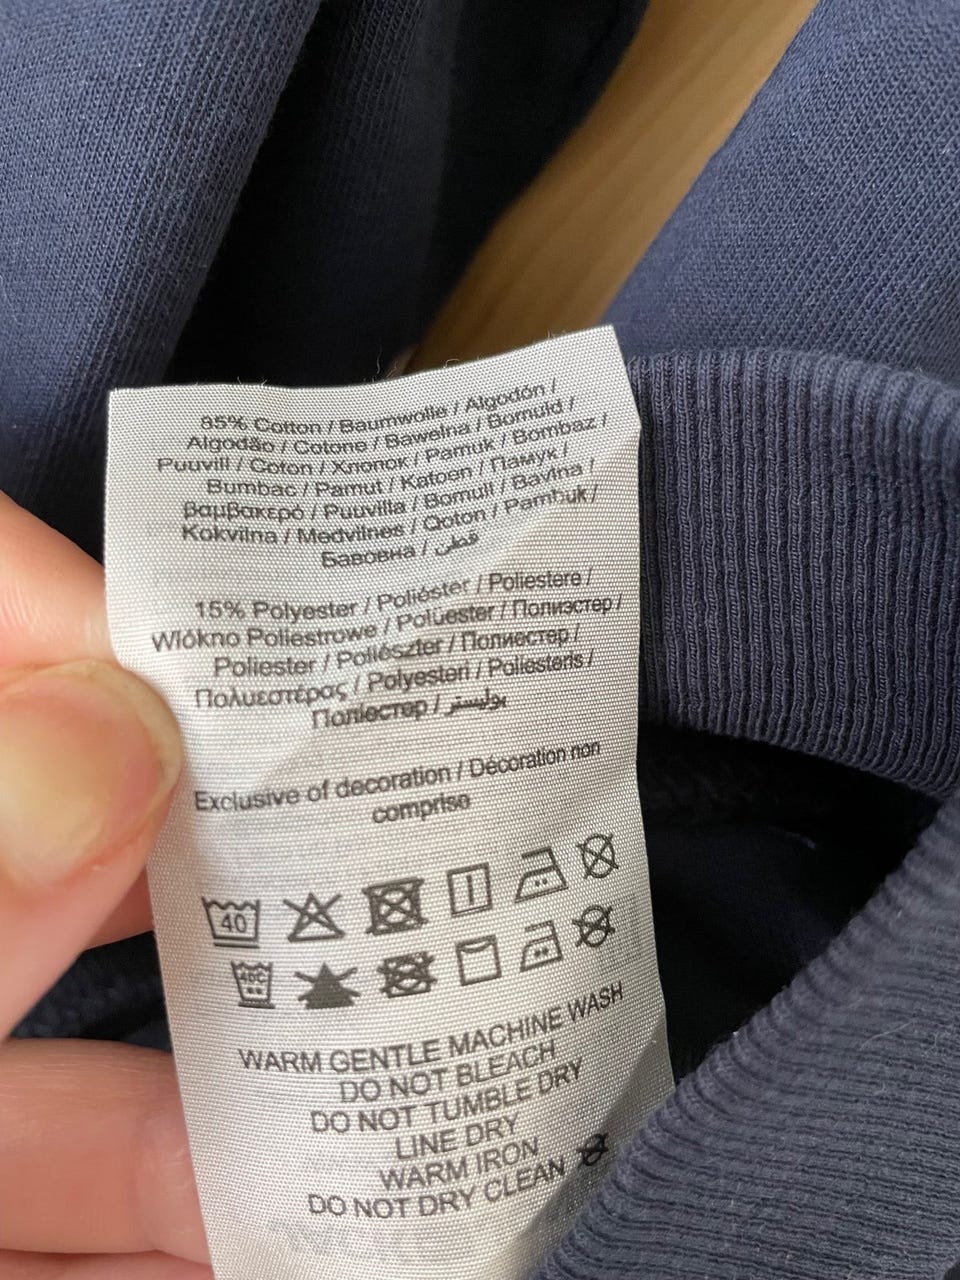 85% Cotton / Baumwolle / Algodón /
Algodão / Cotone / Bawełna / Bomuld /
Puuvill / Coton / Хлопок / Pamuk / Bombaz /
Bumbac / Pamut / Katoen / Памук /
Βαμβακερό / Puuvilla / Bomull / Bavlna /
Kokvilna / Medvilnės / Qoton / Pambuk /
Бавовна / قطن
15% Polyester / Poliéster / Poliestere /
Włókno Poliestrowe / Polüester / Полиэстер /
Poliester / Poliészter / Полиестер /
Πολυεστέρας / Polyesteri / Poliesteris /
Поліестер / بوليستر
Exclusive of decoration / Décoration non
comprise
40
40C
WARM GENTLE MACHINE WASH
DO NOT BLEACH
DO NOT TUMBLE DRY
LINE DRY
WARM IRON
DO NOT DRY CLEAN